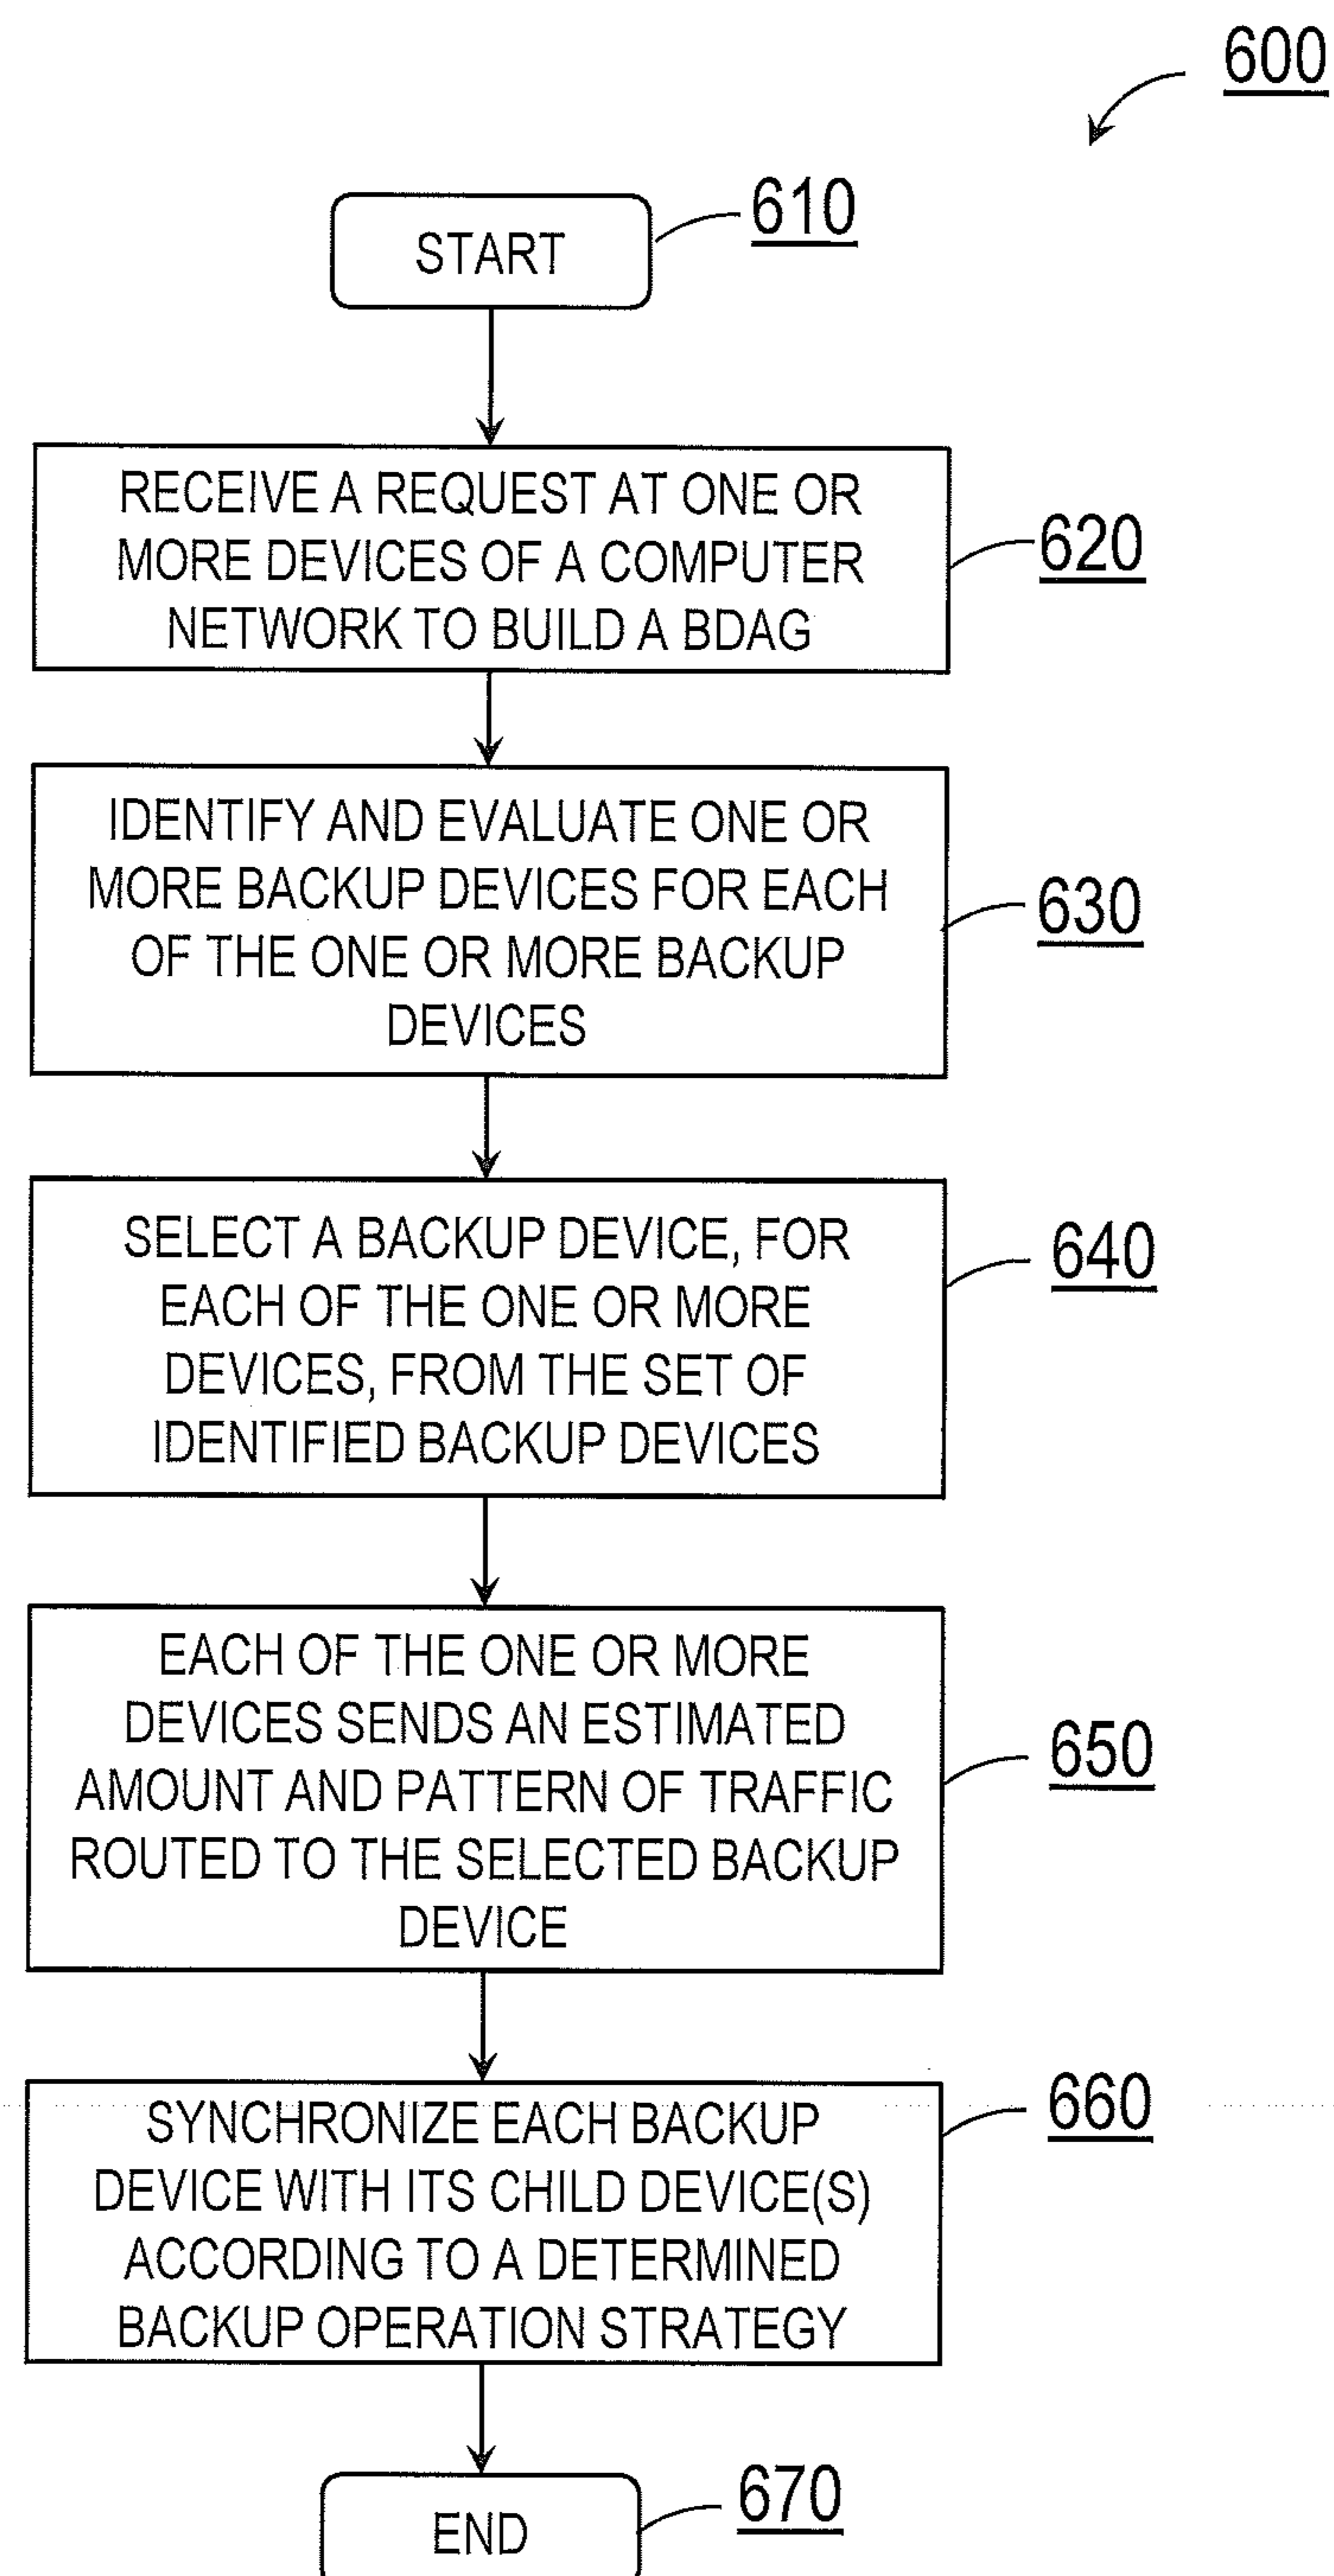 600
START
610
RECEIVE A REQUEST AT ONE OR
MORE DEVICES OF A COMPUTER
NETWORK TO BUILD A BDAG
620
IDENTIFY AND EVALUATE ONE OR
MORE BACKUP DEVICES FOR EACH
OF THE ONE OR MORE BACKUP
DEVICES
630
SELECT A BACKUP DEVICE, FOR
EACH OF THE ONE OR MORE
DEVICES, FROM THE SET OF
IDENTIFIED BACKUP DEVICES
640
EACH OF THE ONE OR MORE
DEVICES SENDS AN ESTIMATED
AMOUNT AND PATTERN OF TRAFFIC
ROUTED TO THE SELECTED BACKUP
DEVICE
650
SYNCHRONIZE EACH BACKUP
DEVICE WITH ITS CHILD DEVICE(S)
ACCORDING TO A DETERMINED
BACKUP OPERATION STRATEGY
660
END
670